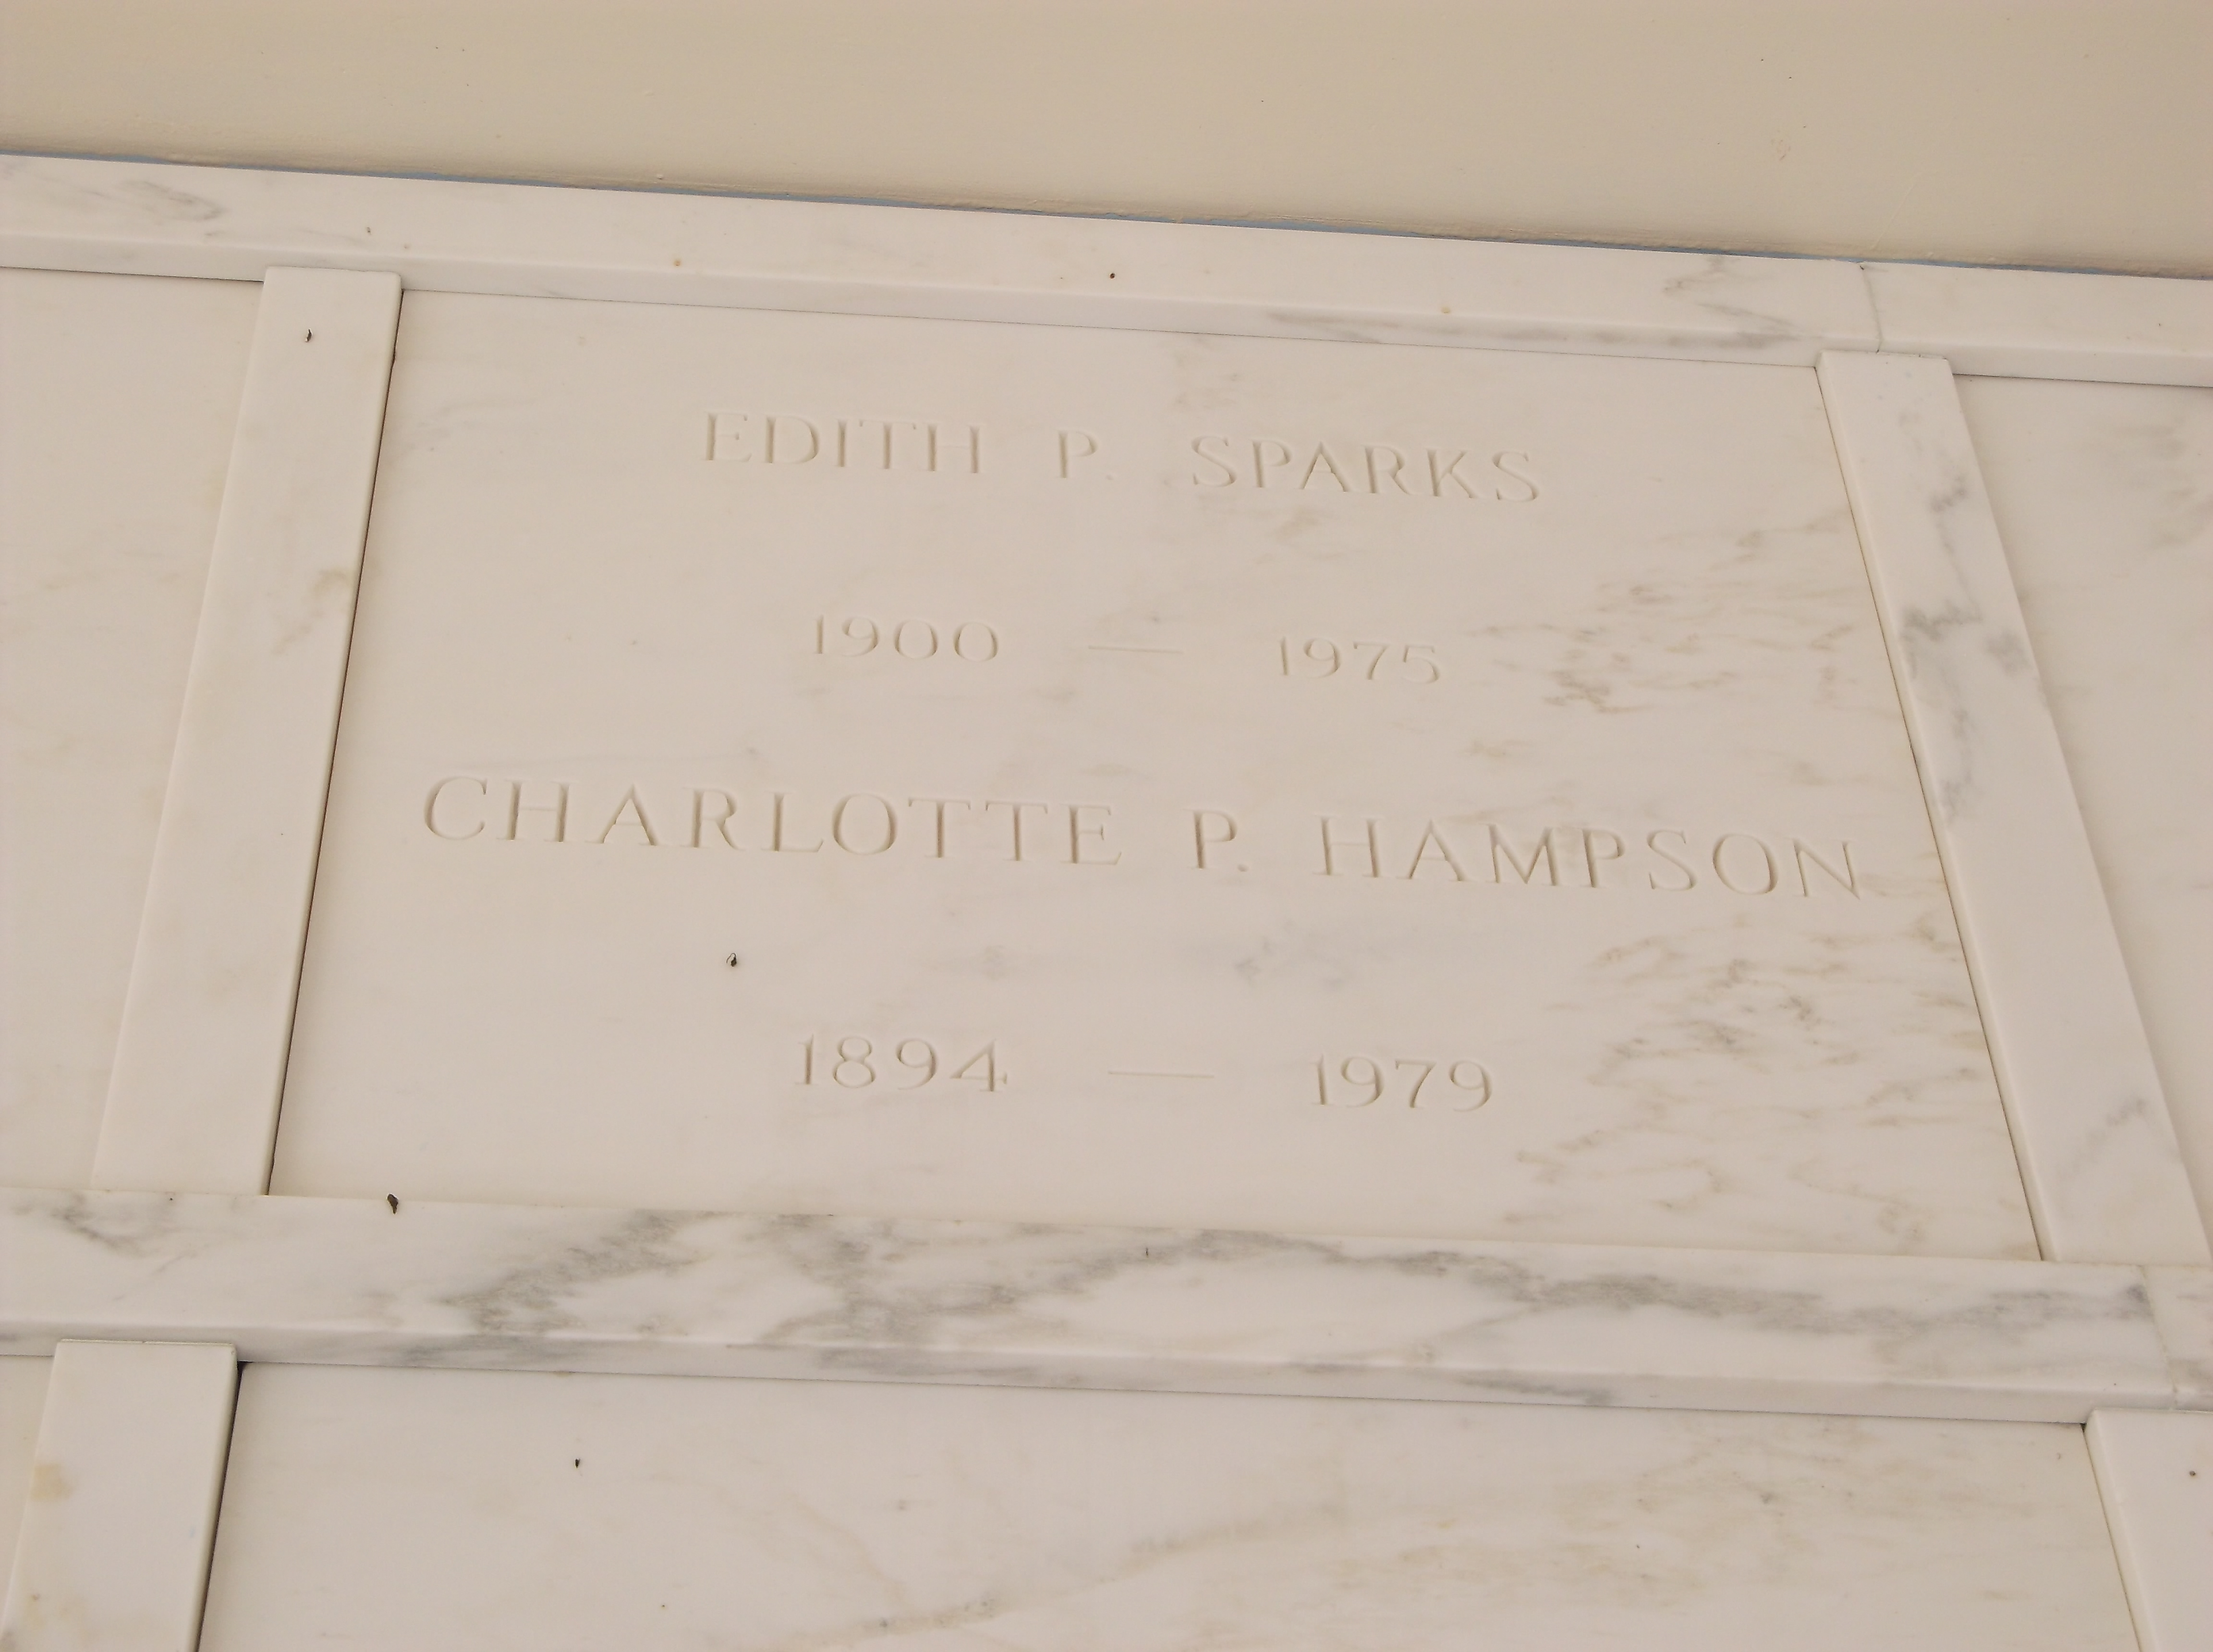 EDITH P. SPARKS
1900 — 1975
CHARLOTTE P. HAMPSON
1894 — 1979